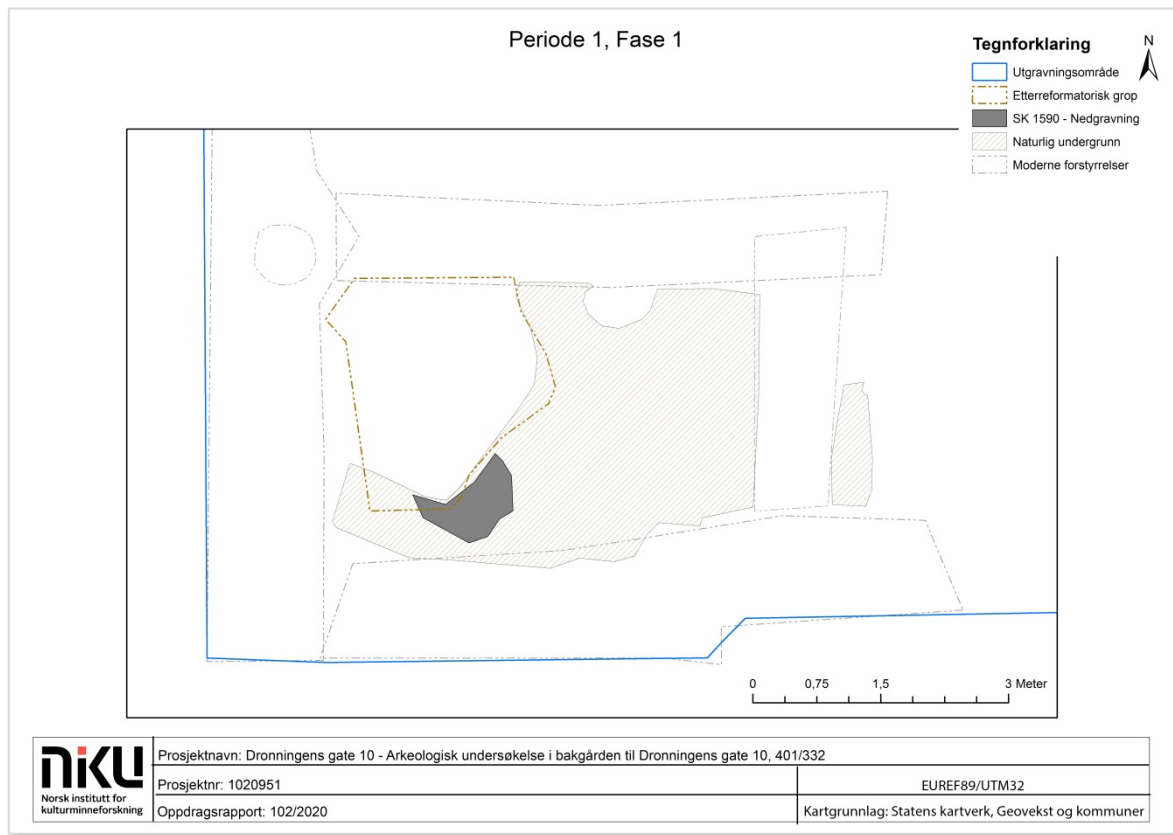 Periode 1, Fase 1
Tegnforklaring
N
Utgravningsområde
Etterreformatorisk grop
SK 1590 - Nedgravning
Naturlig undergrunn
Moderne forstyrrelser
0 0,75 1,5 3 Meter
niKU
Norsk institutt for
kulturminneforskning
Prosjektnavn: Dronningens gate 10 - Arkeologisk undersøkelse i bakgården til Dronningens gate 10, 401/332
Prosjektnr: 1020951
EUREF89/UTM32
Oppdragsrapport: 102/2020
Kartgrunnlag: Statens kartverk, Geovekst og kommuner